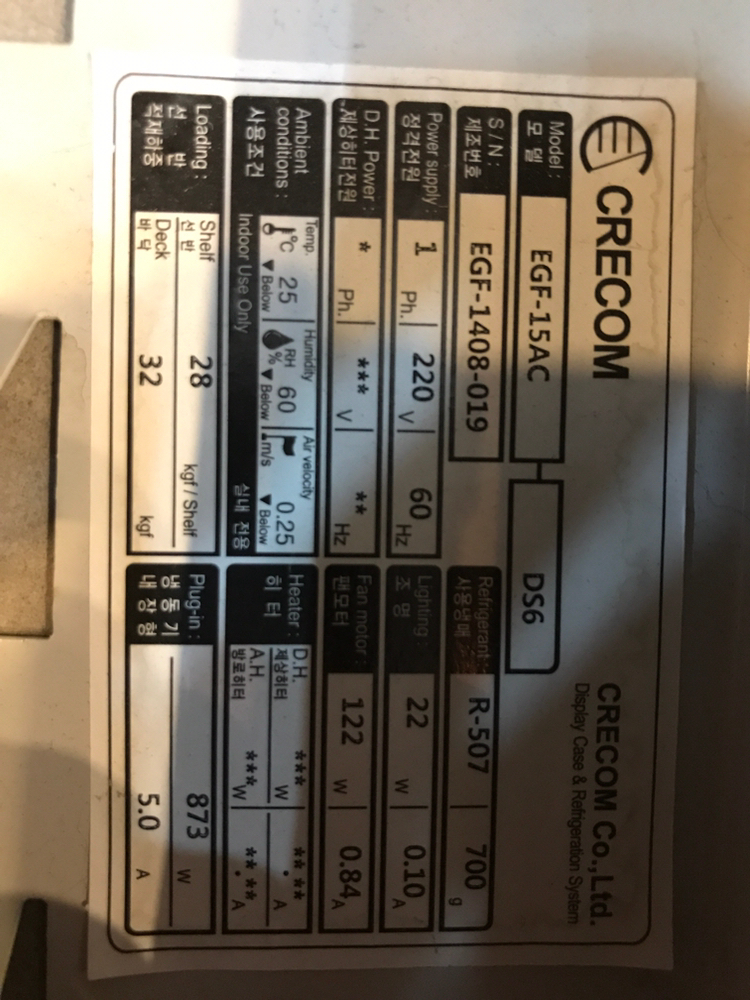 CRECOM
CRECOM Co., Ltd.
Display Case & Refrigeration System
Model :
모 델
EGF-15AC
DS6
S / N :
제조번호
EGF-1408-019
Refrigerant :
사용냉매
R-507
700 g
Power supply :
정격전원
1 Ph.
220 V
60 Hz
Lighting :
조 명
22 W
0.10 A
D.H. Power :
제상히터전원
* Ph.
*** V
** Hz
Fan motor :
팬모터
122 W
0.84 A
Ambient
conditions :
사용조건
Temp.
°C 25 ▼ Below
Humidity
RH % 60 ▼ Below
Air velocity
m/s 0.25 ▼ Below
Indoor Use Only
실내 전용
Heater :
히 터
D.H.
제상히터
*** W
**.** A
A.H.
방로히터
*** W
**.** A
Loading :
선 반
적재하중
Shelf
선 반
28 kgf / Shelf
Deck
바 닥
32 kgf
Plug-in :
냉 동 기
내 장 형
873 W
5.0 A